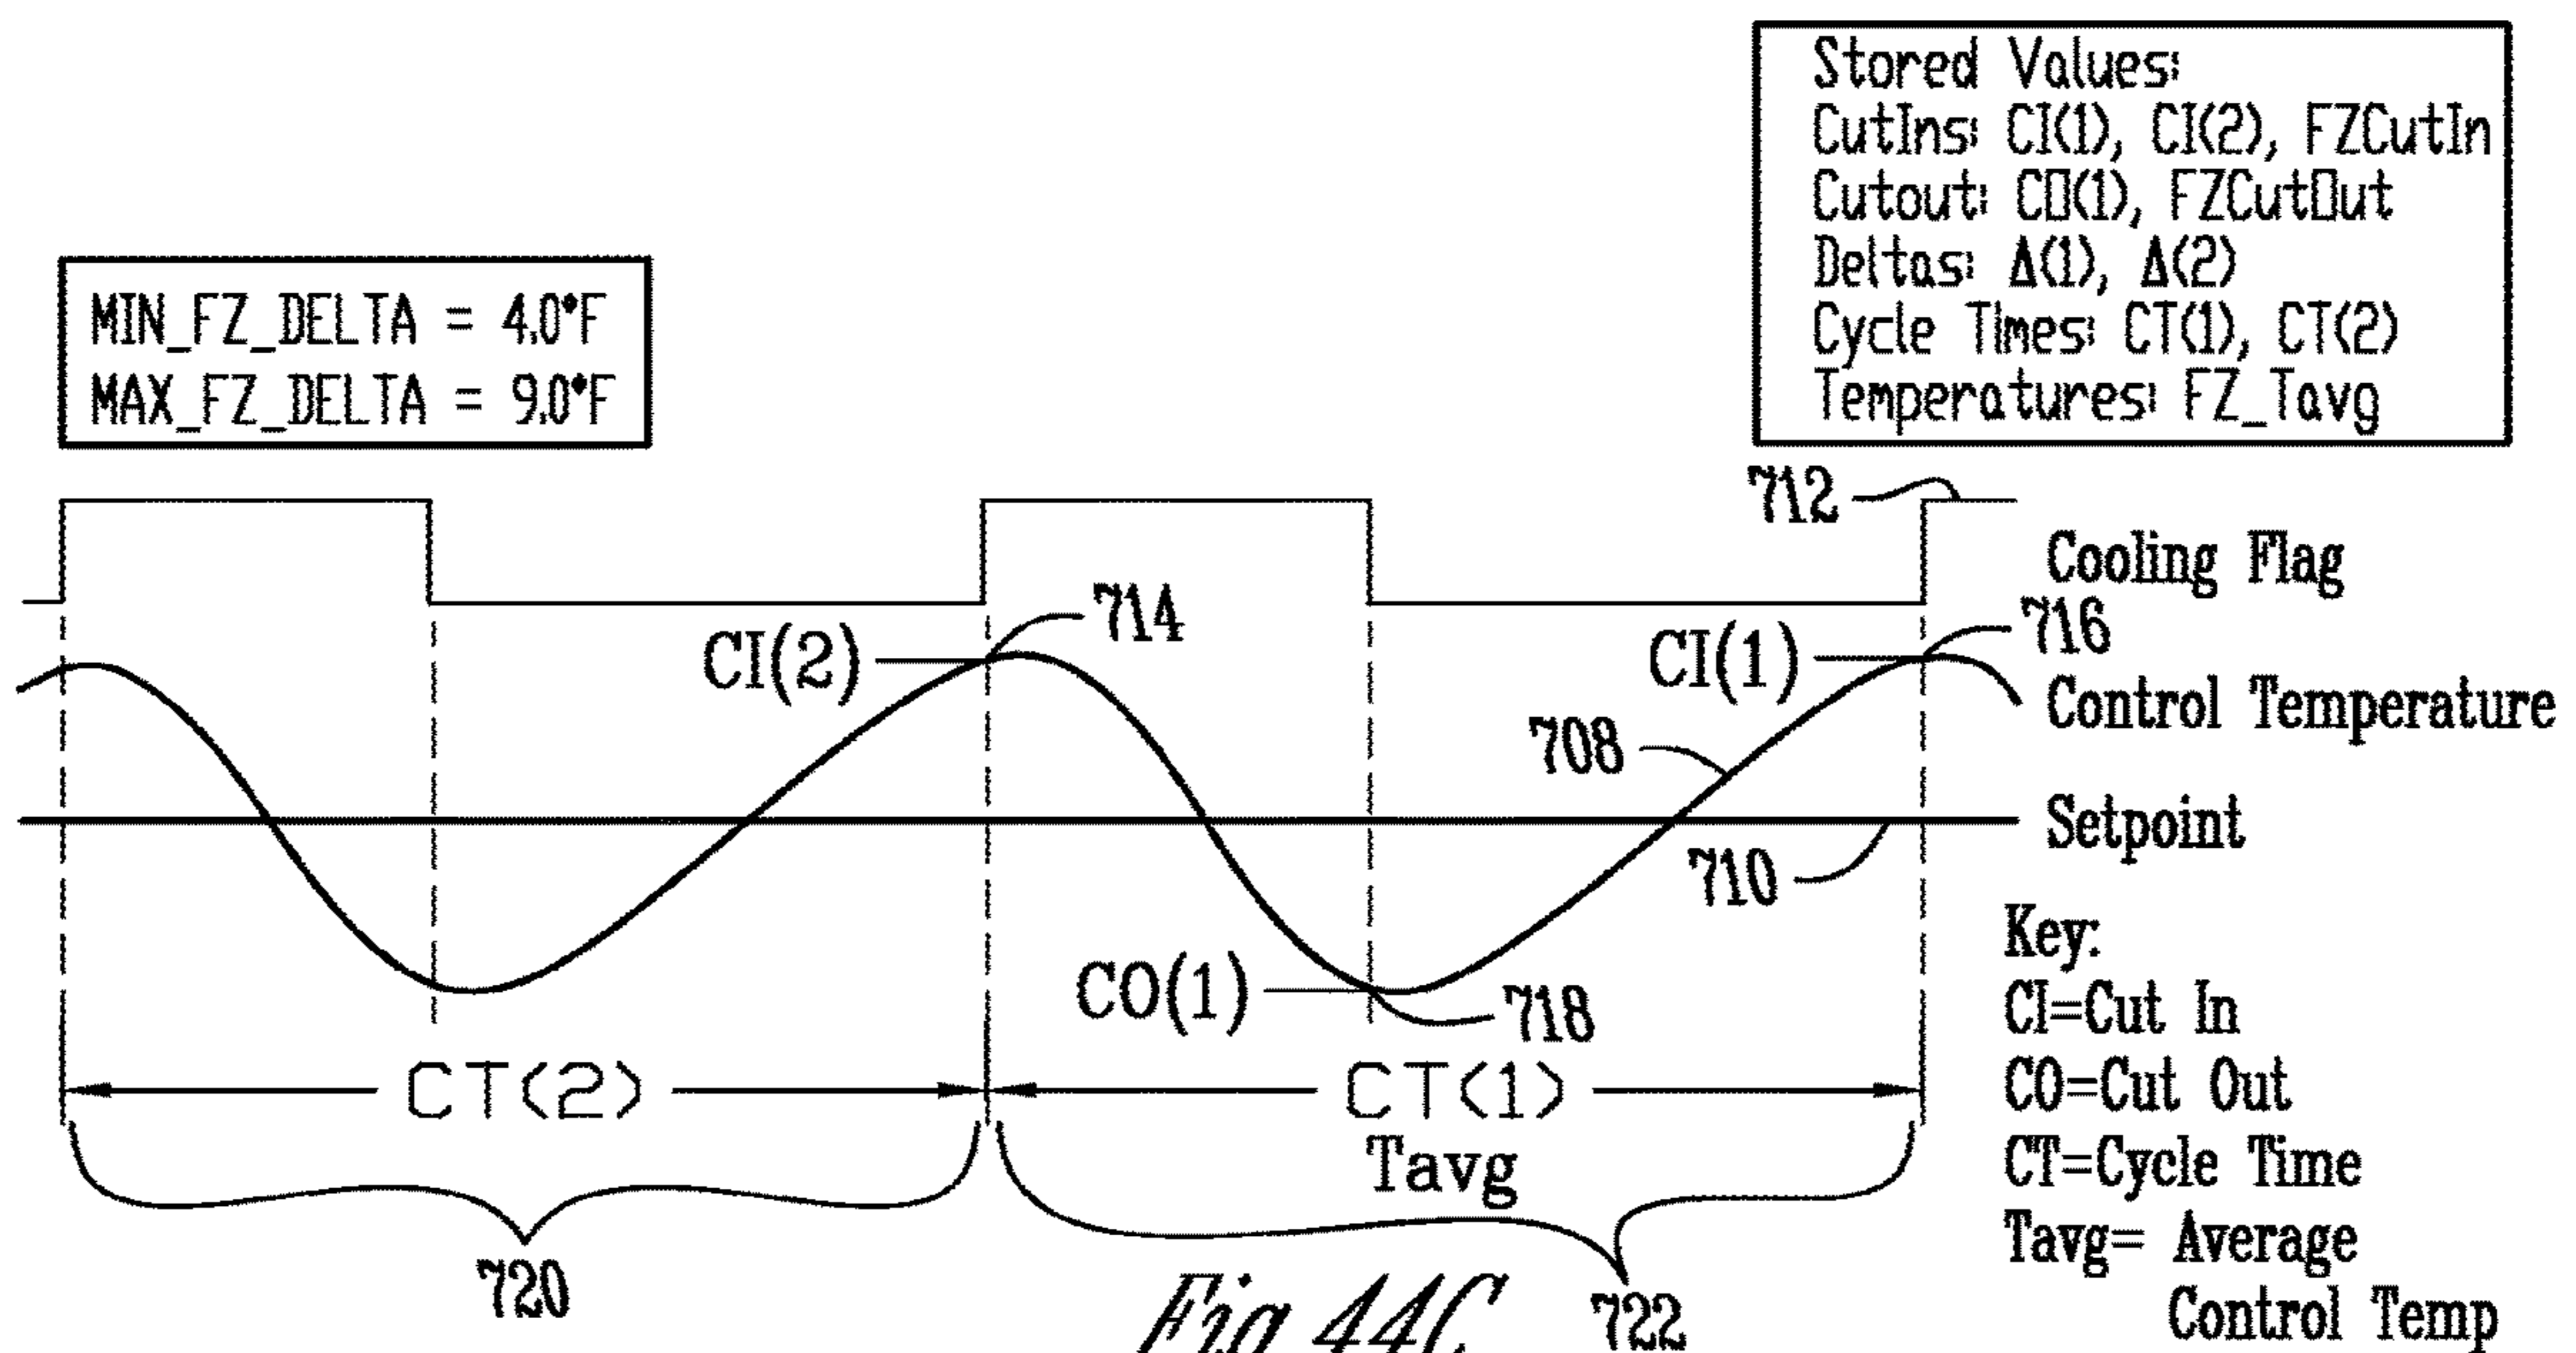 Stored Values:
CutIns: CI(1), CI(2), FZCutIn
Cutout: CO(1), FZCutOut
Deltas: Δ(1), Δ(2)
Cycle Times: CT(1), CT(2)
Temperatures: FZ_Tavg
MIN_FZ_DELTA = 4.0°F
MAX_FZ_DELTA = 9.0°F
712
Cooling Flag
714
716
CI(2)
CI(1)
Control Temperature
708
Setpoint
710
Key:
CI=Cut In
CO(1)
718
CO=Cut Out
CT(2)
CT(1)
CT=Cycle Time
Tavg
Tavg= Average
Control Temp
720
722
Fig. 44C